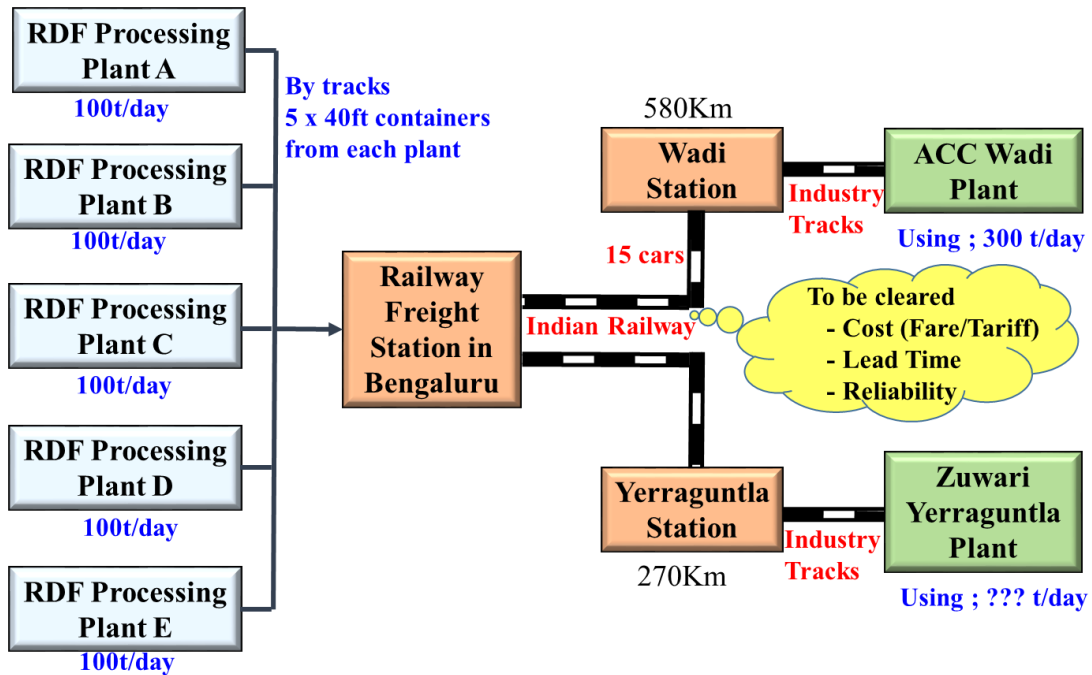 RDF Processing
Plant A
100t/day
RDF Processing
Plant B
100t/day
RDF Processing
Plant C
100t/day
RDF Processing
Plant D
100t/day
RDF Processing
Plant E
100t/day
By tracks
5 x 40ft containers
from each plant
Railway
Freight
Station in
Bengaluru
580Km
Wadi
Station
15 cars
Indian Railway
Industry
Tracks
ACC Wadi
Plant
Using ; 300 t/day
To be cleared
- Cost (Fare/Tariff)
- Lead Time
- Reliability
Yerraguntla
Station
270Km
Industry
Tracks
Zuwari
Yerraguntla
Plant
Using ; ??? t/day